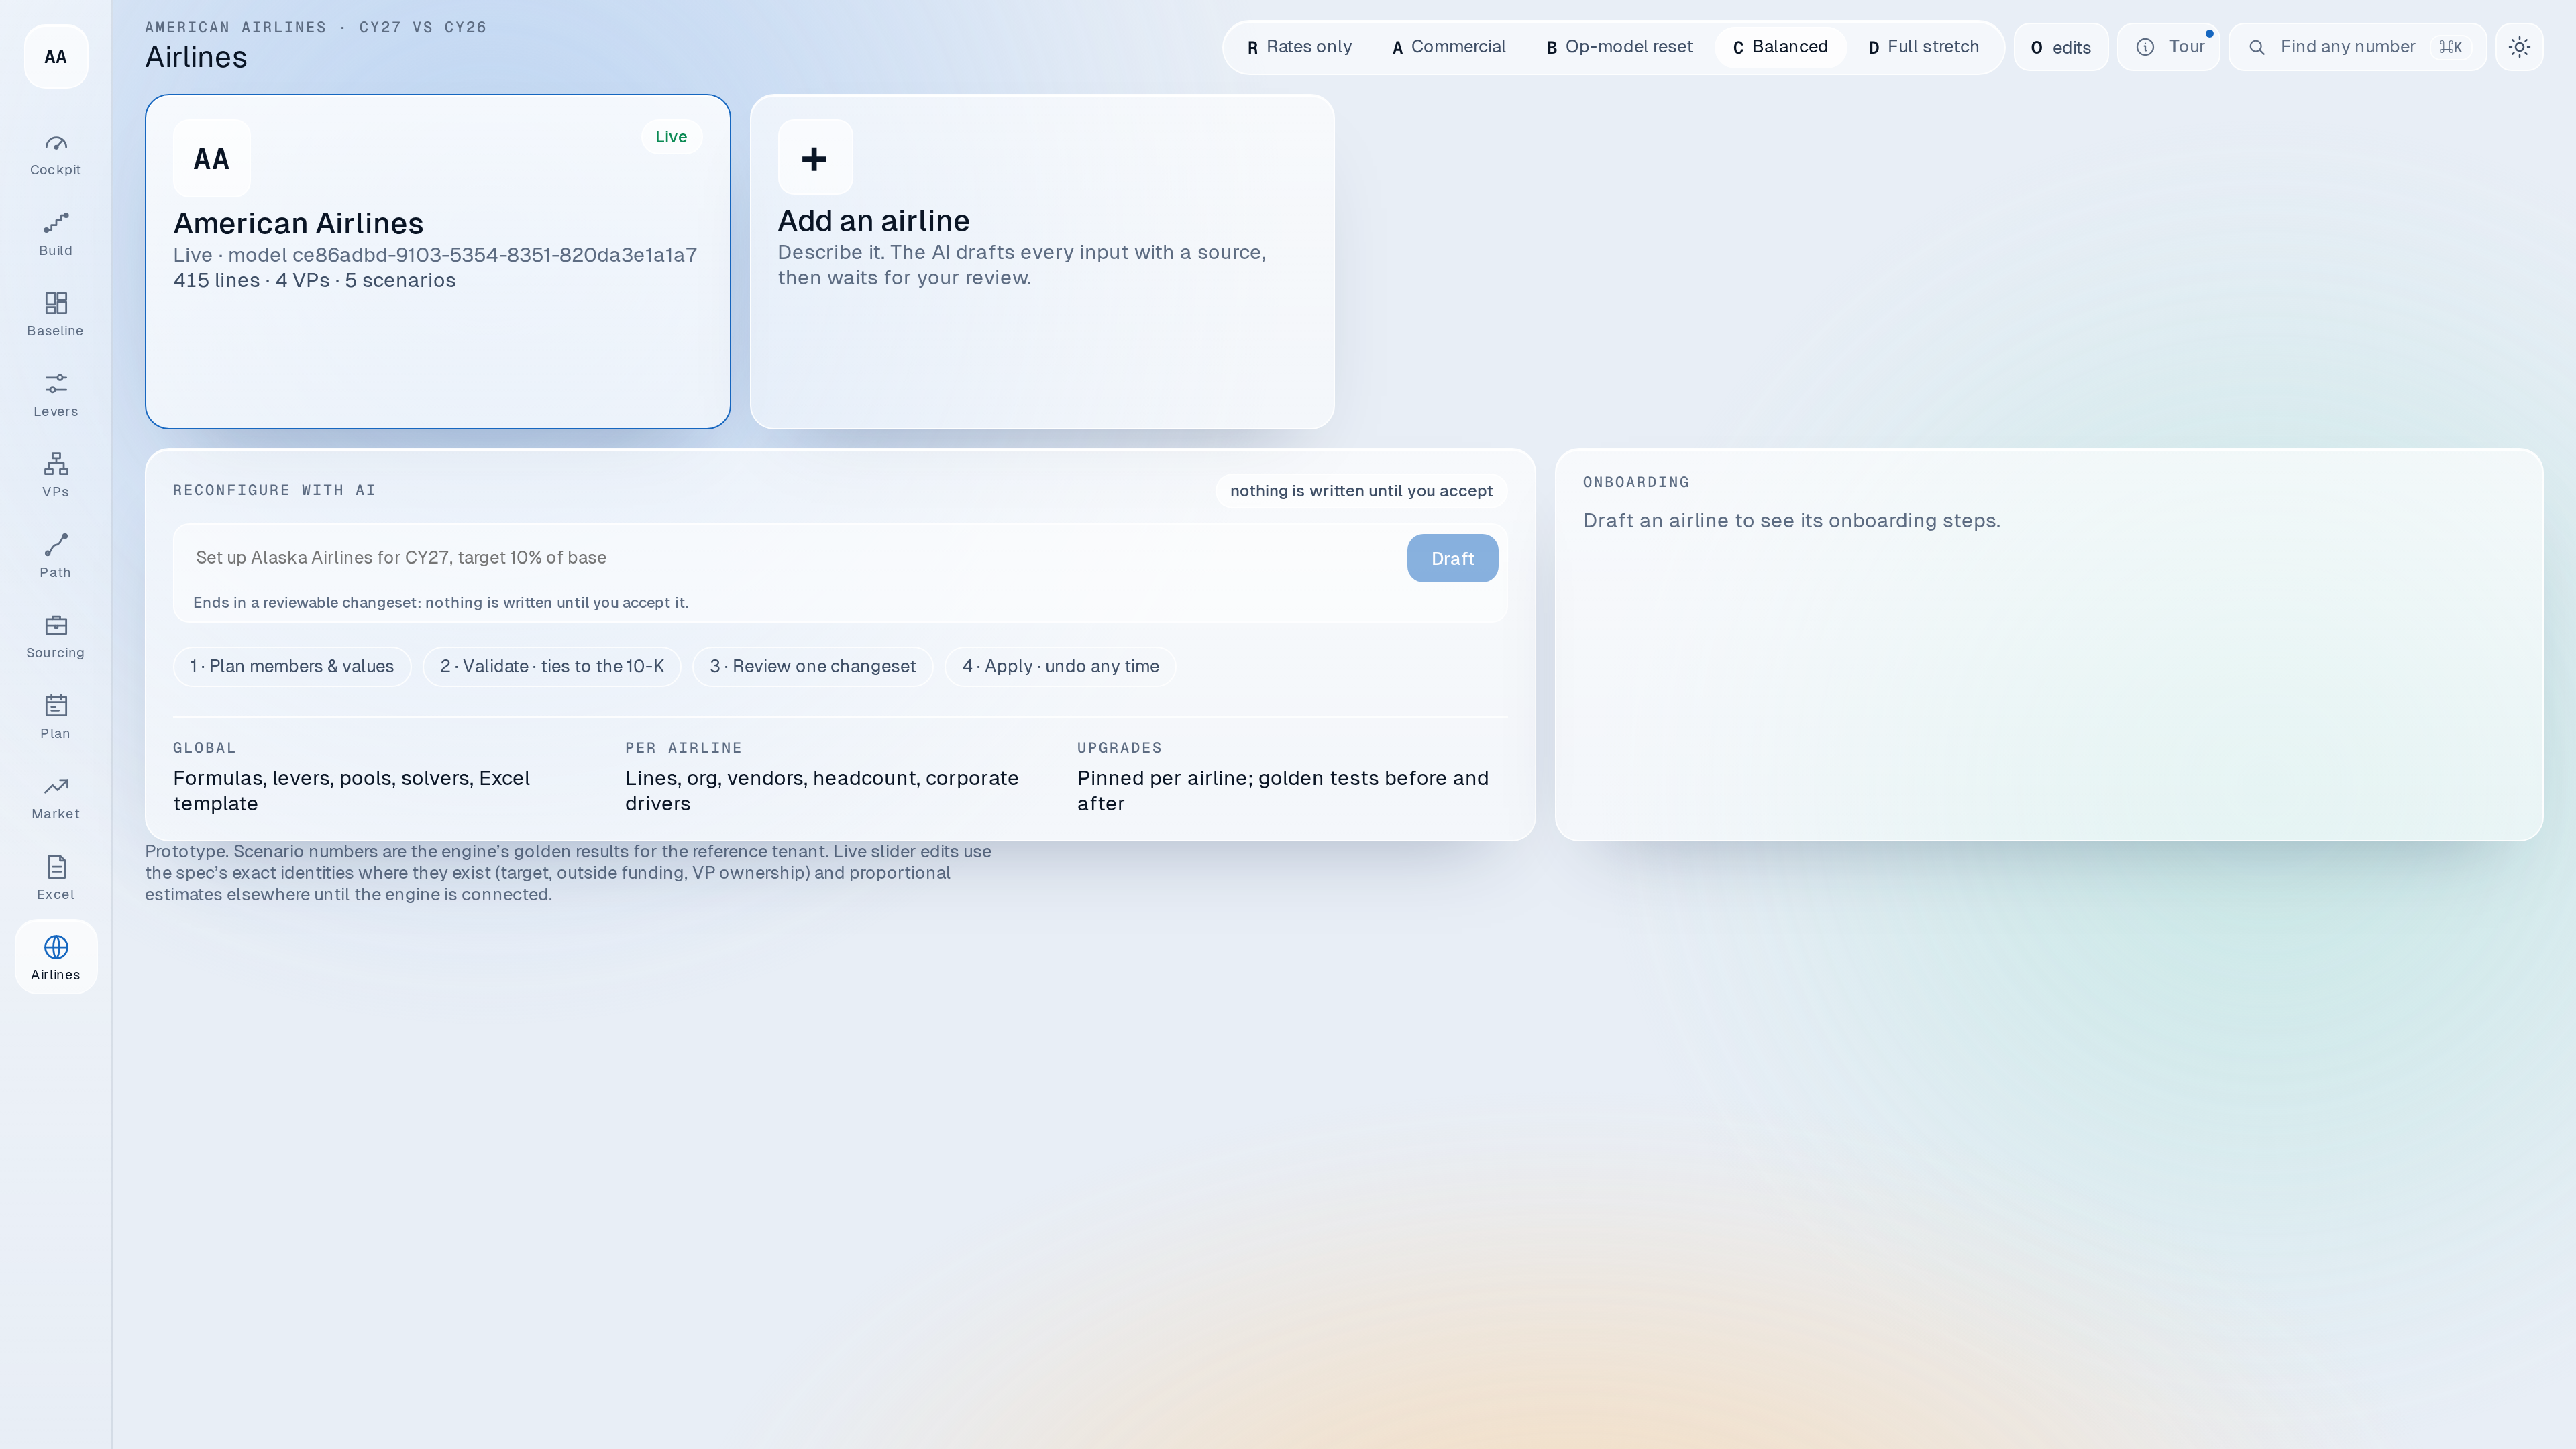 AA
Cockpit
Build
Baseline
Levers
VPs
Path
Sourcing
Plan
Market
Excel
Airlines
AMERICAN AIRLINES · CY27 VS CY26
Airlines
R Rates only A Commercial B Op-model reset C Balanced D Full stretch
0 edits
Tour
Find any number ⌘K
AA
Live
American Airlines
Live · model ce86adbd-9103-5354-8351-820da3e1a1a7
415 lines · 4 VPs · 5 scenarios
+
Add an airline
Describe it. The AI drafts every input with a source,
then waits for your review.
RECONFIGURE WITH AI
nothing is written until you accept
Set up Alaska Airlines for CY27, target 10% of base
Draft
Ends in a reviewable changeset: nothing is written until you accept it.
1 · Plan members & values
2 · Validate · ties to the 10-K
3 · Review one changeset
4 · Apply · undo any time
GLOBAL
Formulas, levers, pools, solvers, Excel
template
PER AIRLINE
Lines, org, vendors, headcount, corporate
drivers
UPGRADES
Pinned per airline; golden tests before and
after
ONBOARDING
Draft an airline to see its onboarding steps.
Prototype. Scenario numbers are the engine's golden results for the reference tenant. Live slider edits use
the spec's exact identities where they exist (target, outside funding, VP ownership) and proportional
estimates elsewhere until the engine is connected.